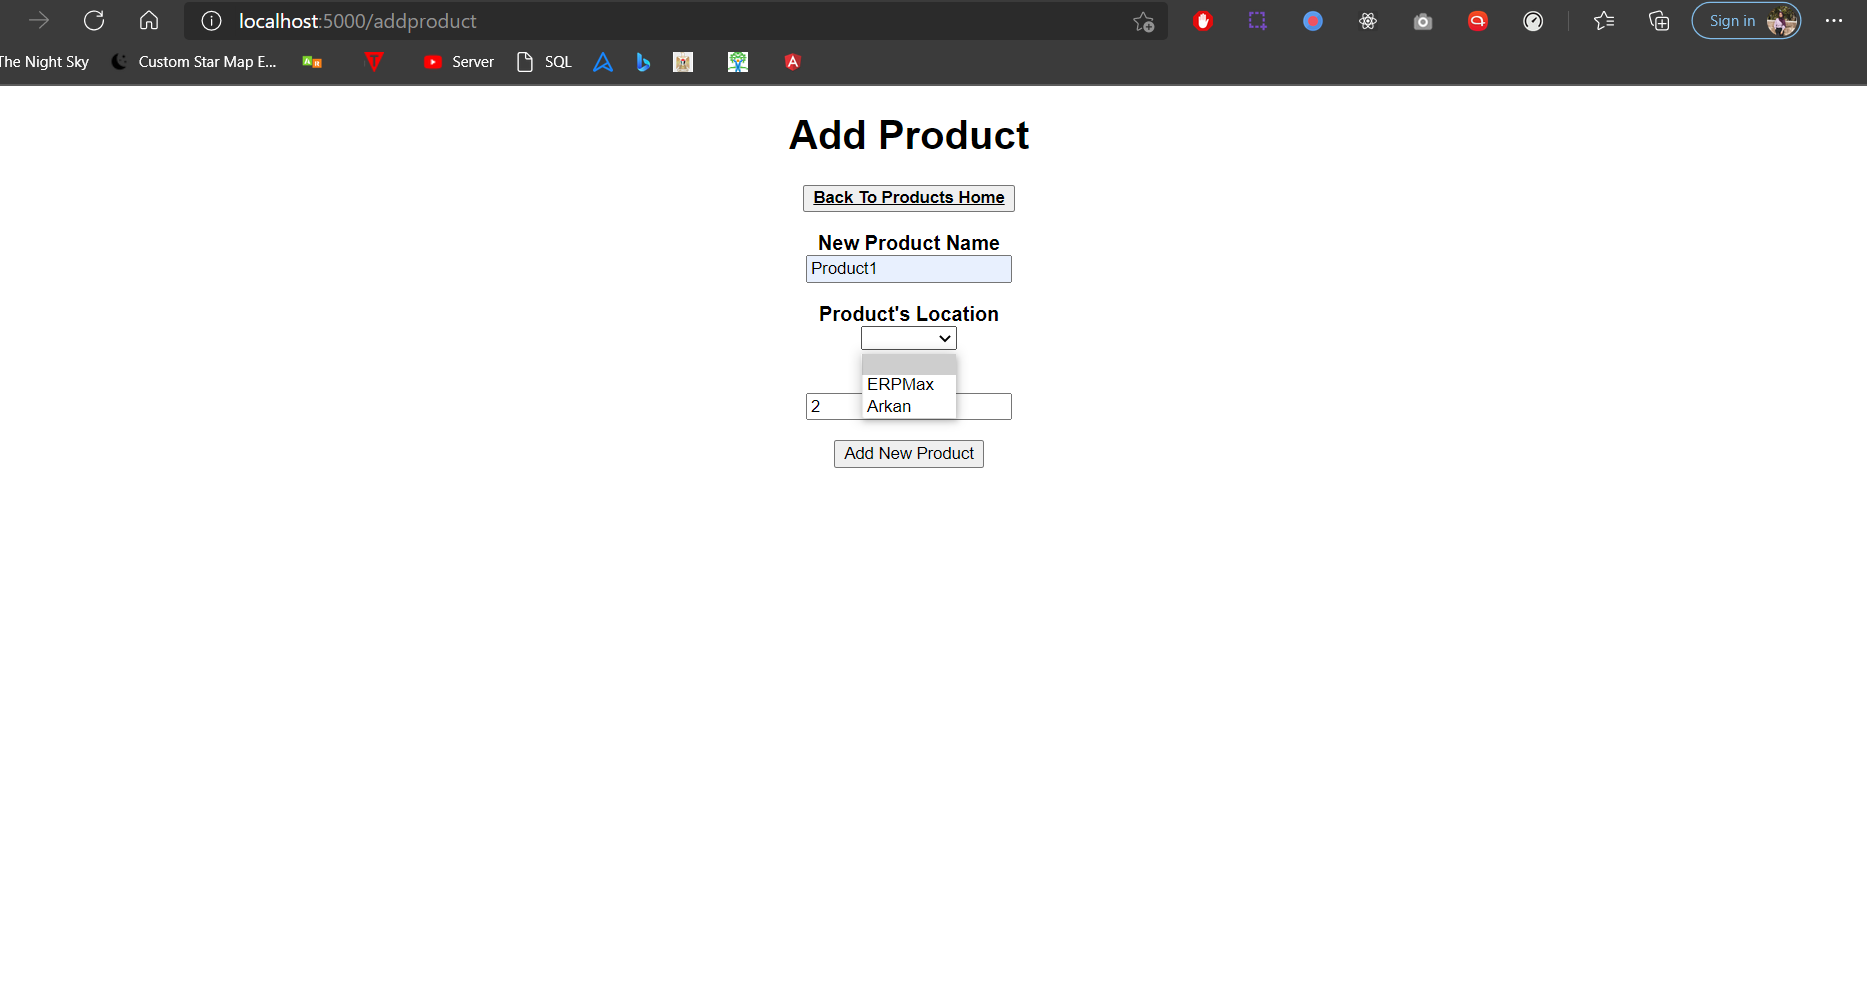 localhost:5000/addproduct
Sign in
The Night Sky
Custom Star Map E...
Server
SQL
Add Product
Back To Products Home
New Product Name
Product1
Product's Location
ERPMax
Arkan
2
Add New Product